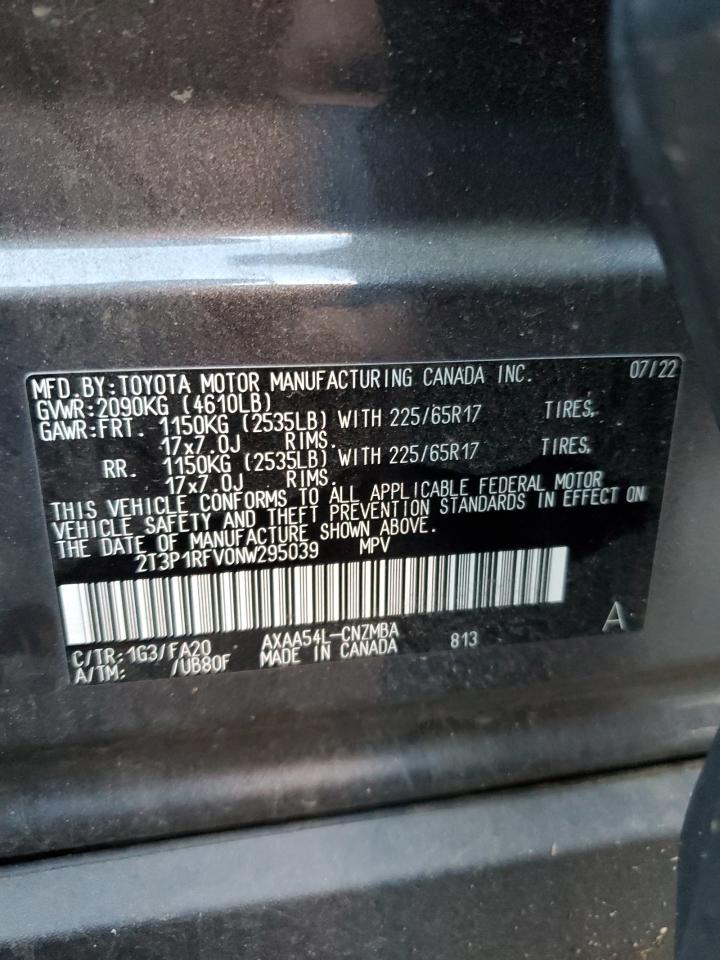 MFD.BY:TOYOTA MOTOR MANUFACTURING CANADA INC. 07/22
GVWR:2090KG (4610LB)
GAWR:FRT. 1150KG (2535LB) WITH 225/65R17 TIRES,
17x7.0J RIMS.
RR. 1150KG (2535LB) WITH 225/65R17 TIRES,
17x7.0J RIMS.
THIS VEHICLE CONFORMS TO ALL APPLICABLE FEDERAL MOTOR
VEHICLE SAFETY AND THEFT PREVENTION STANDARDS IN EFFECT ON
THE DATE OF MANUFACTURE SHOWN ABOVE.
2T3P1RFV0NW295039 MPV
A
C/TR:1G3/FA20 AXAA54L-CNZMBA 813
A/TM: /UB80F MADE IN CANADA